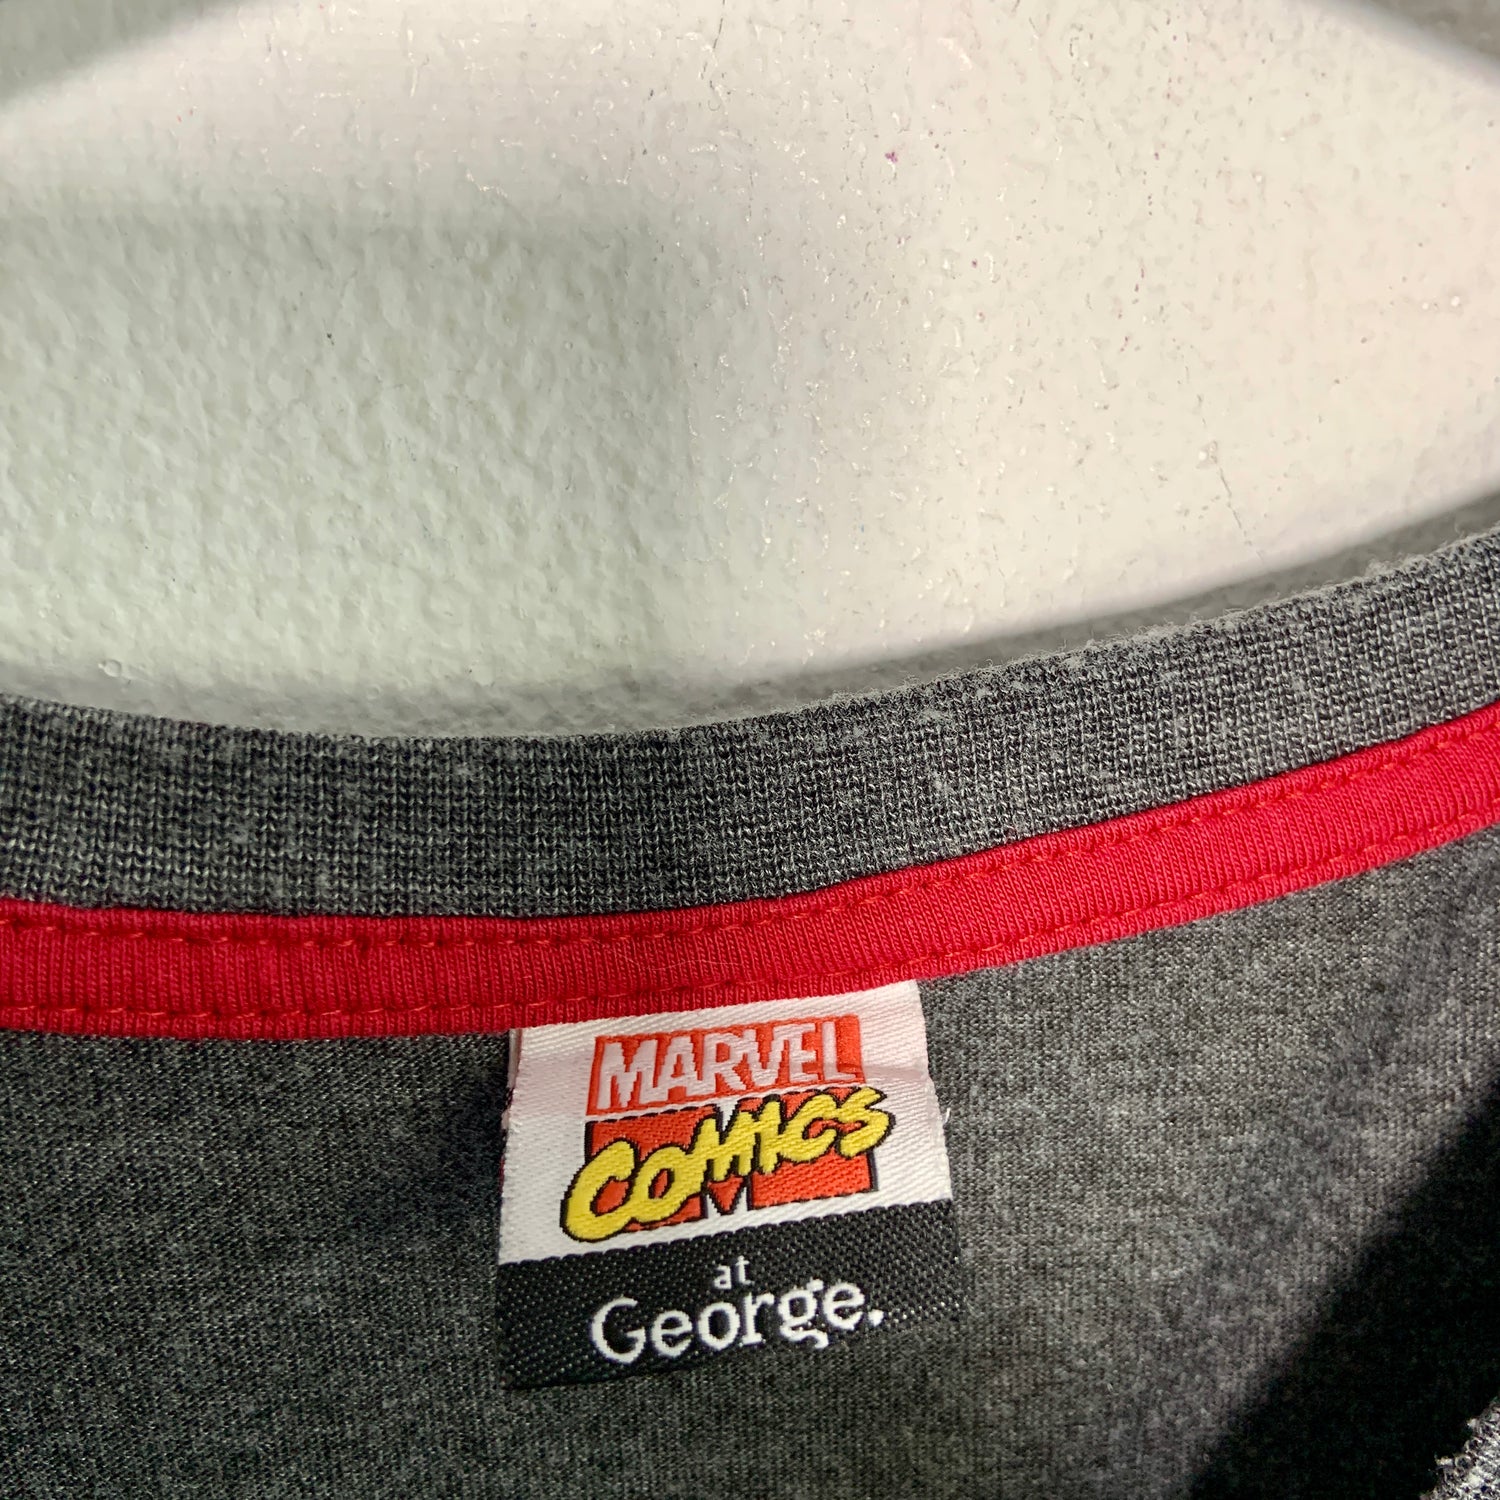 MARVEL
COMICS
at
George.